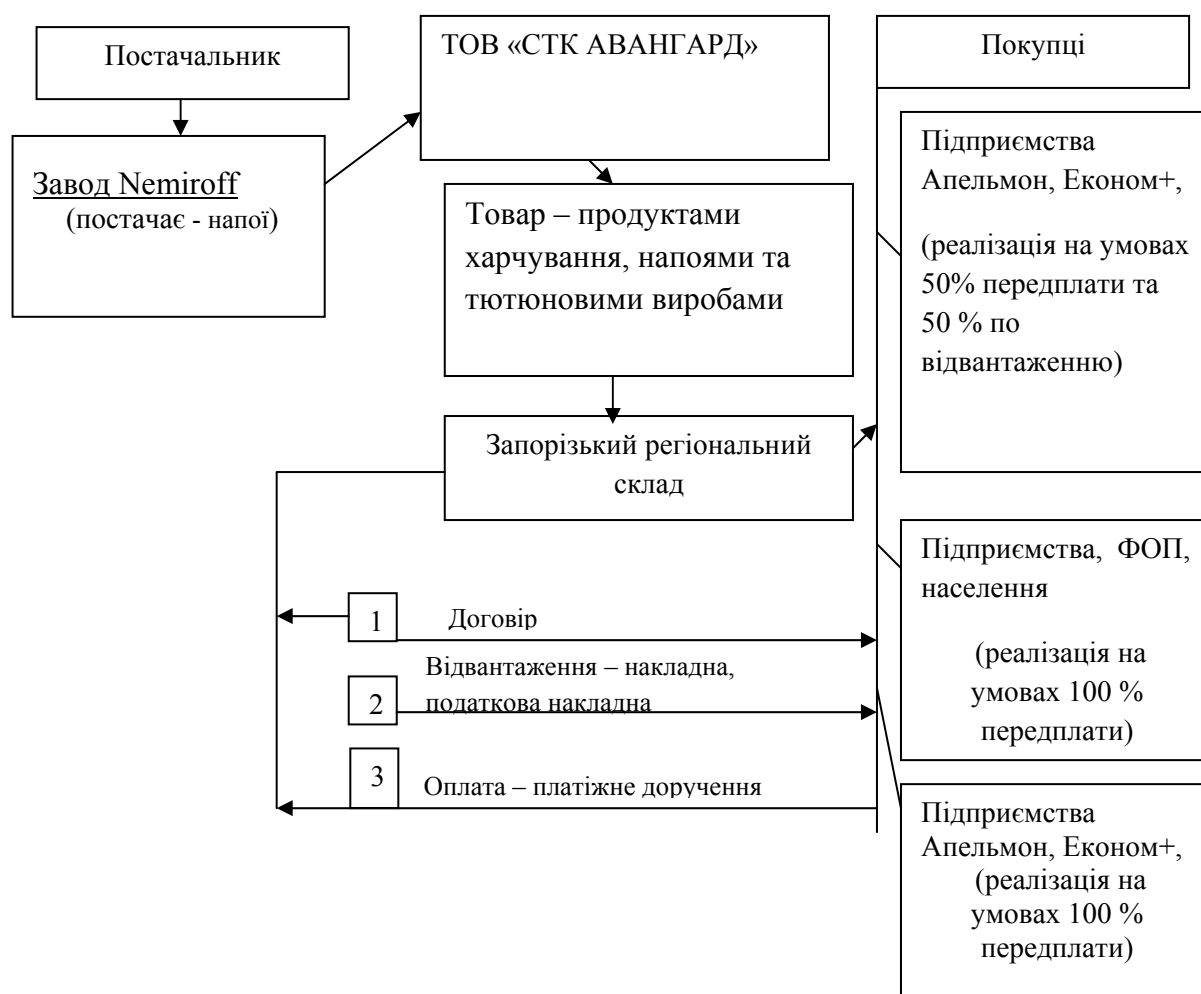 Постачальник
Завод Nemiroff
(постачає - напої)
ТОВ «СТК АВАНГАРД»
Товар – продуктами
харчування, напоями та
тютюновими виробами
Запорізький регіональний
склад
1
Договір
2
Відвантаження – накладна,
податкова накладна
3
Оплата – платіжне доручення
Покупці
Підприємства
Апельмон, Економ+,
(реалізація на умовах
50% передплати та
50 % по
відвантаженню)
Підприємства, ФОП,
населення
(реалізація на
умовах 100 %
передплати)
Підприємства
Апельмон, Економ+,
(реалізація на
умовах 100 %
передплати)